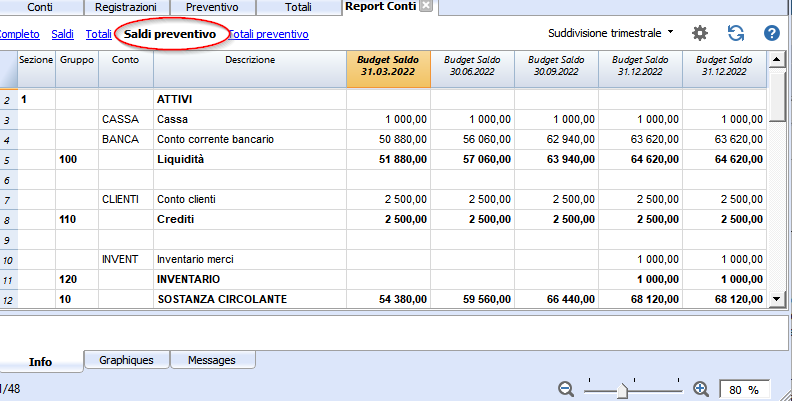 Conti Registrazioni Preventivo Totali Report Conti
Completo Saldi Totali Saldi preventivo Totali preventivo Suddivisione trimestrale
Sezione Gruppo Conto Descrizione Budget Saldo 31.03.2022 Budget Saldo 30.06.2022 Budget Saldo 30.09.2022 Budget Saldo 31.12.2022 Budget Saldo 31.12.2022
2 1 ATTIVI
3 CASSA Cassa 1 000,00 1 000,00 1 000,00 1 000,00 1 000,00
4 BANCA Conto corrente bancario 50 880,00 56 060,00 62 940,00 63 620,00 63 620,00
5 100 Liquidità 51 880,00 57 060,00 63 940,00 64 620,00 64 620,00
6
7 CLIENTI Conto clienti 2 500,00 2 500,00 2 500,00 2 500,00 2 500,00
8 110 Crediti 2 500,00 2 500,00 2 500,00 2 500,00 2 500,00
9
10 INVENT Inventario merci 1 000,00 1 000,00
11 120 INVENTARIO 1 000,00 1 000,00
12 10 SOSTANZA CIRCOLANTE 54 380,00 59 560,00 66 440,00 68 120,00 68 120,00
Info Graphiques Messages
1/48 80 %